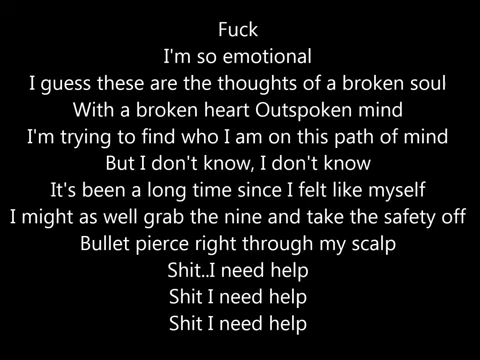 Fuck
I'm so emotional
I guess these are the thoughts of a broken soul
With a broken heart Outspoken mind
I'm trying to find who I am on this path of mind
But I don't know, I don't know
It's been a long time since I felt like myself
I might as well grab the nine and take the safety off
Bullet pierce right through my scalp
Shit..I need help
Shit I need help
Shit I need help